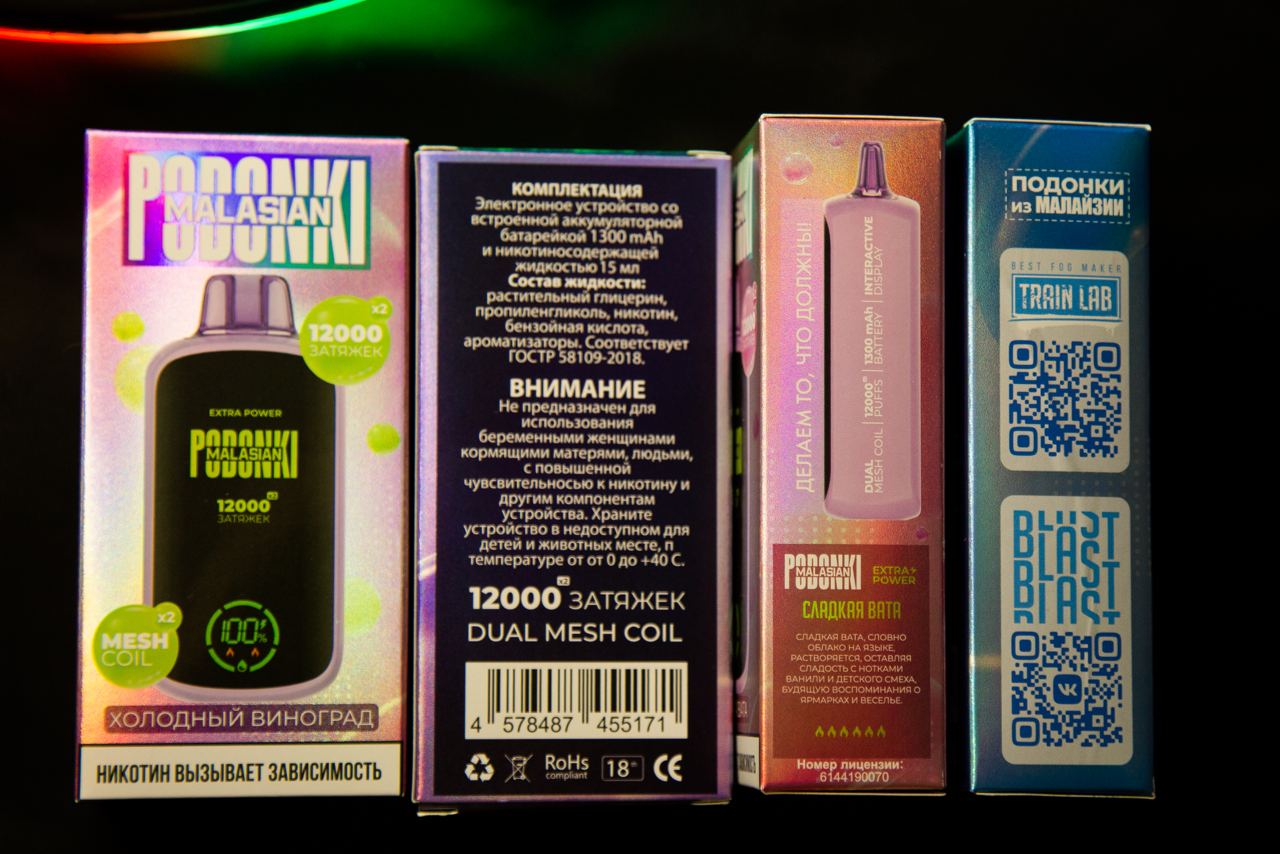 PODONKI
MALASIAN
x2
12000
ЗАТЯЖЕК
EXTRA POWER
PODONKI
MALASIAN
12000 x2
ЗАТЯЖЕК
x2
MESH
COIL
100%
ХОЛОДНЫЙ ВИНОГРАД
НИКОТИН ВЫЗЫВАЕТ ЗАВИСИМОСТЬ
КОМПЛЕКТАЦИЯ
Электронное устройство со
встроенной аккумуляторной
батарейкой 1300 mAh
и никотиносодержащей
жидкостью 15 мл
Состав жидкости:
растительный глицерин,
пропиленгликоль, никотин,
бензойная кислота,
ароматизаторы. Соответствует
ГОСТР 58109-2018.
ВНИМАНИЕ
Не предназначен для
использования
беременными женщинами
кормящими матерями, людьми,
с повышенной
чувсвительносью к никотину и
другим компонентам
устройства. Храните
устройство в недоступном для
детей и животных месте, п
температуре от от 0 до +40 С.
12000 x2 ЗАТЯЖЕК
DUAL MESH COIL
4 578487 455171
RoHs
compliant
18+
CE
ДЕЛАЕМ ТО, ЧТО ДОЛЖНЫ!
DUAL
MESH COIL
12000 x2
PUFFS
1300 mAh
BATTERY
INTERACTIVE
DISPLAY
PODONKI
MALASIAN
EXTRA
POWER
СЛАДКАЯ ВАТА
СЛАДКАЯ ВАТА, СЛОВНО
ОБЛАКО НА ЯЗЫКЕ,
РАСТВОРЯЕТСЯ, ОСТАВЛЯЯ
СЛАДОСТЬ С НОТКАМИ
ВАНИЛИ И ДЕТСКОГО СМЕХА,
БУДЯЩУЮ ВОСПОМИНАНИЯ О
ЯРМАРКАХ И ВЕСЕЛЬЕ.
Номер лицензии:
6144190070
ПОДОНКИ
из МАЛАЙЗИИ
BEST FOG MAKER
TRAIN LAB
BLAST
BLAST
BLAST